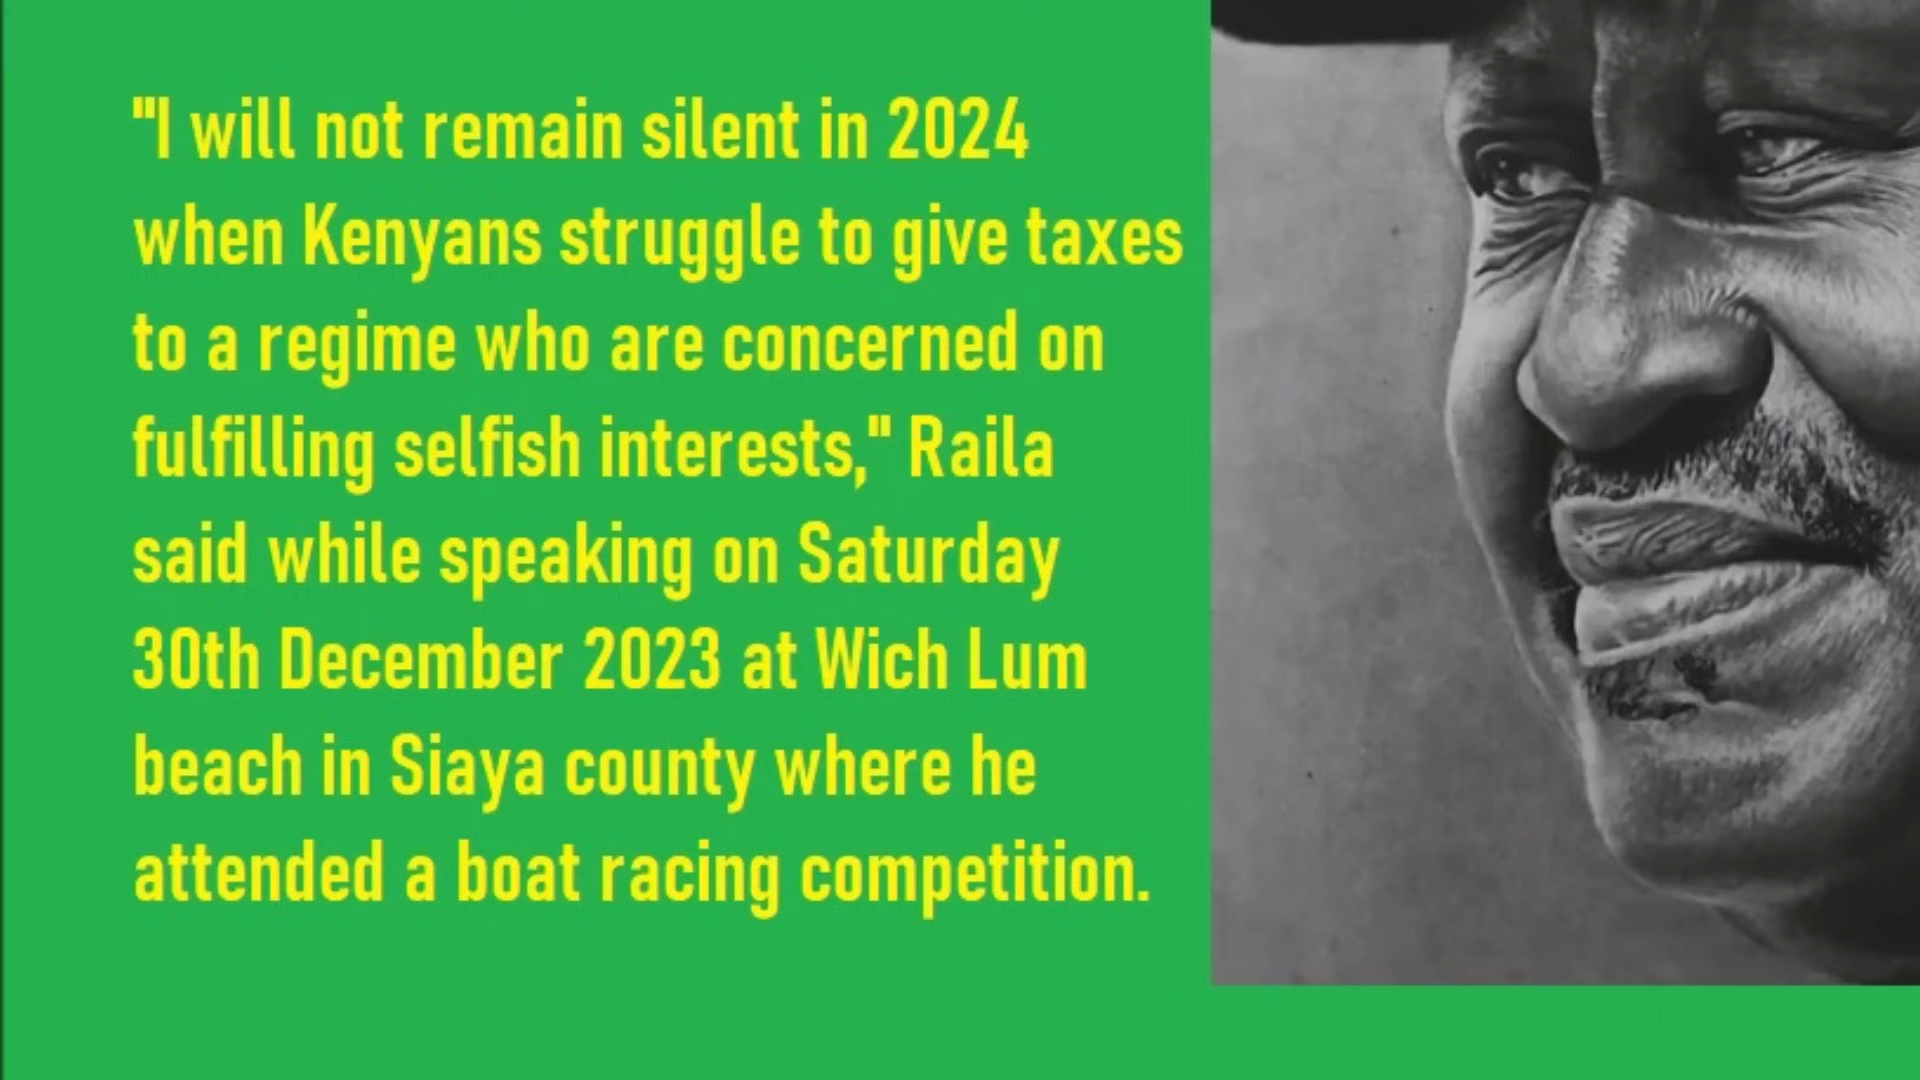 "I will not remain silent in 2024
when Kenyans struggle to give taxes
to a regime who are concerned on
fulfilling selfish interests," Raila
said while speaking on Saturday
30th December 2023 at Wich Lum
beach in Siaya county where he
attended a boat racing competition.